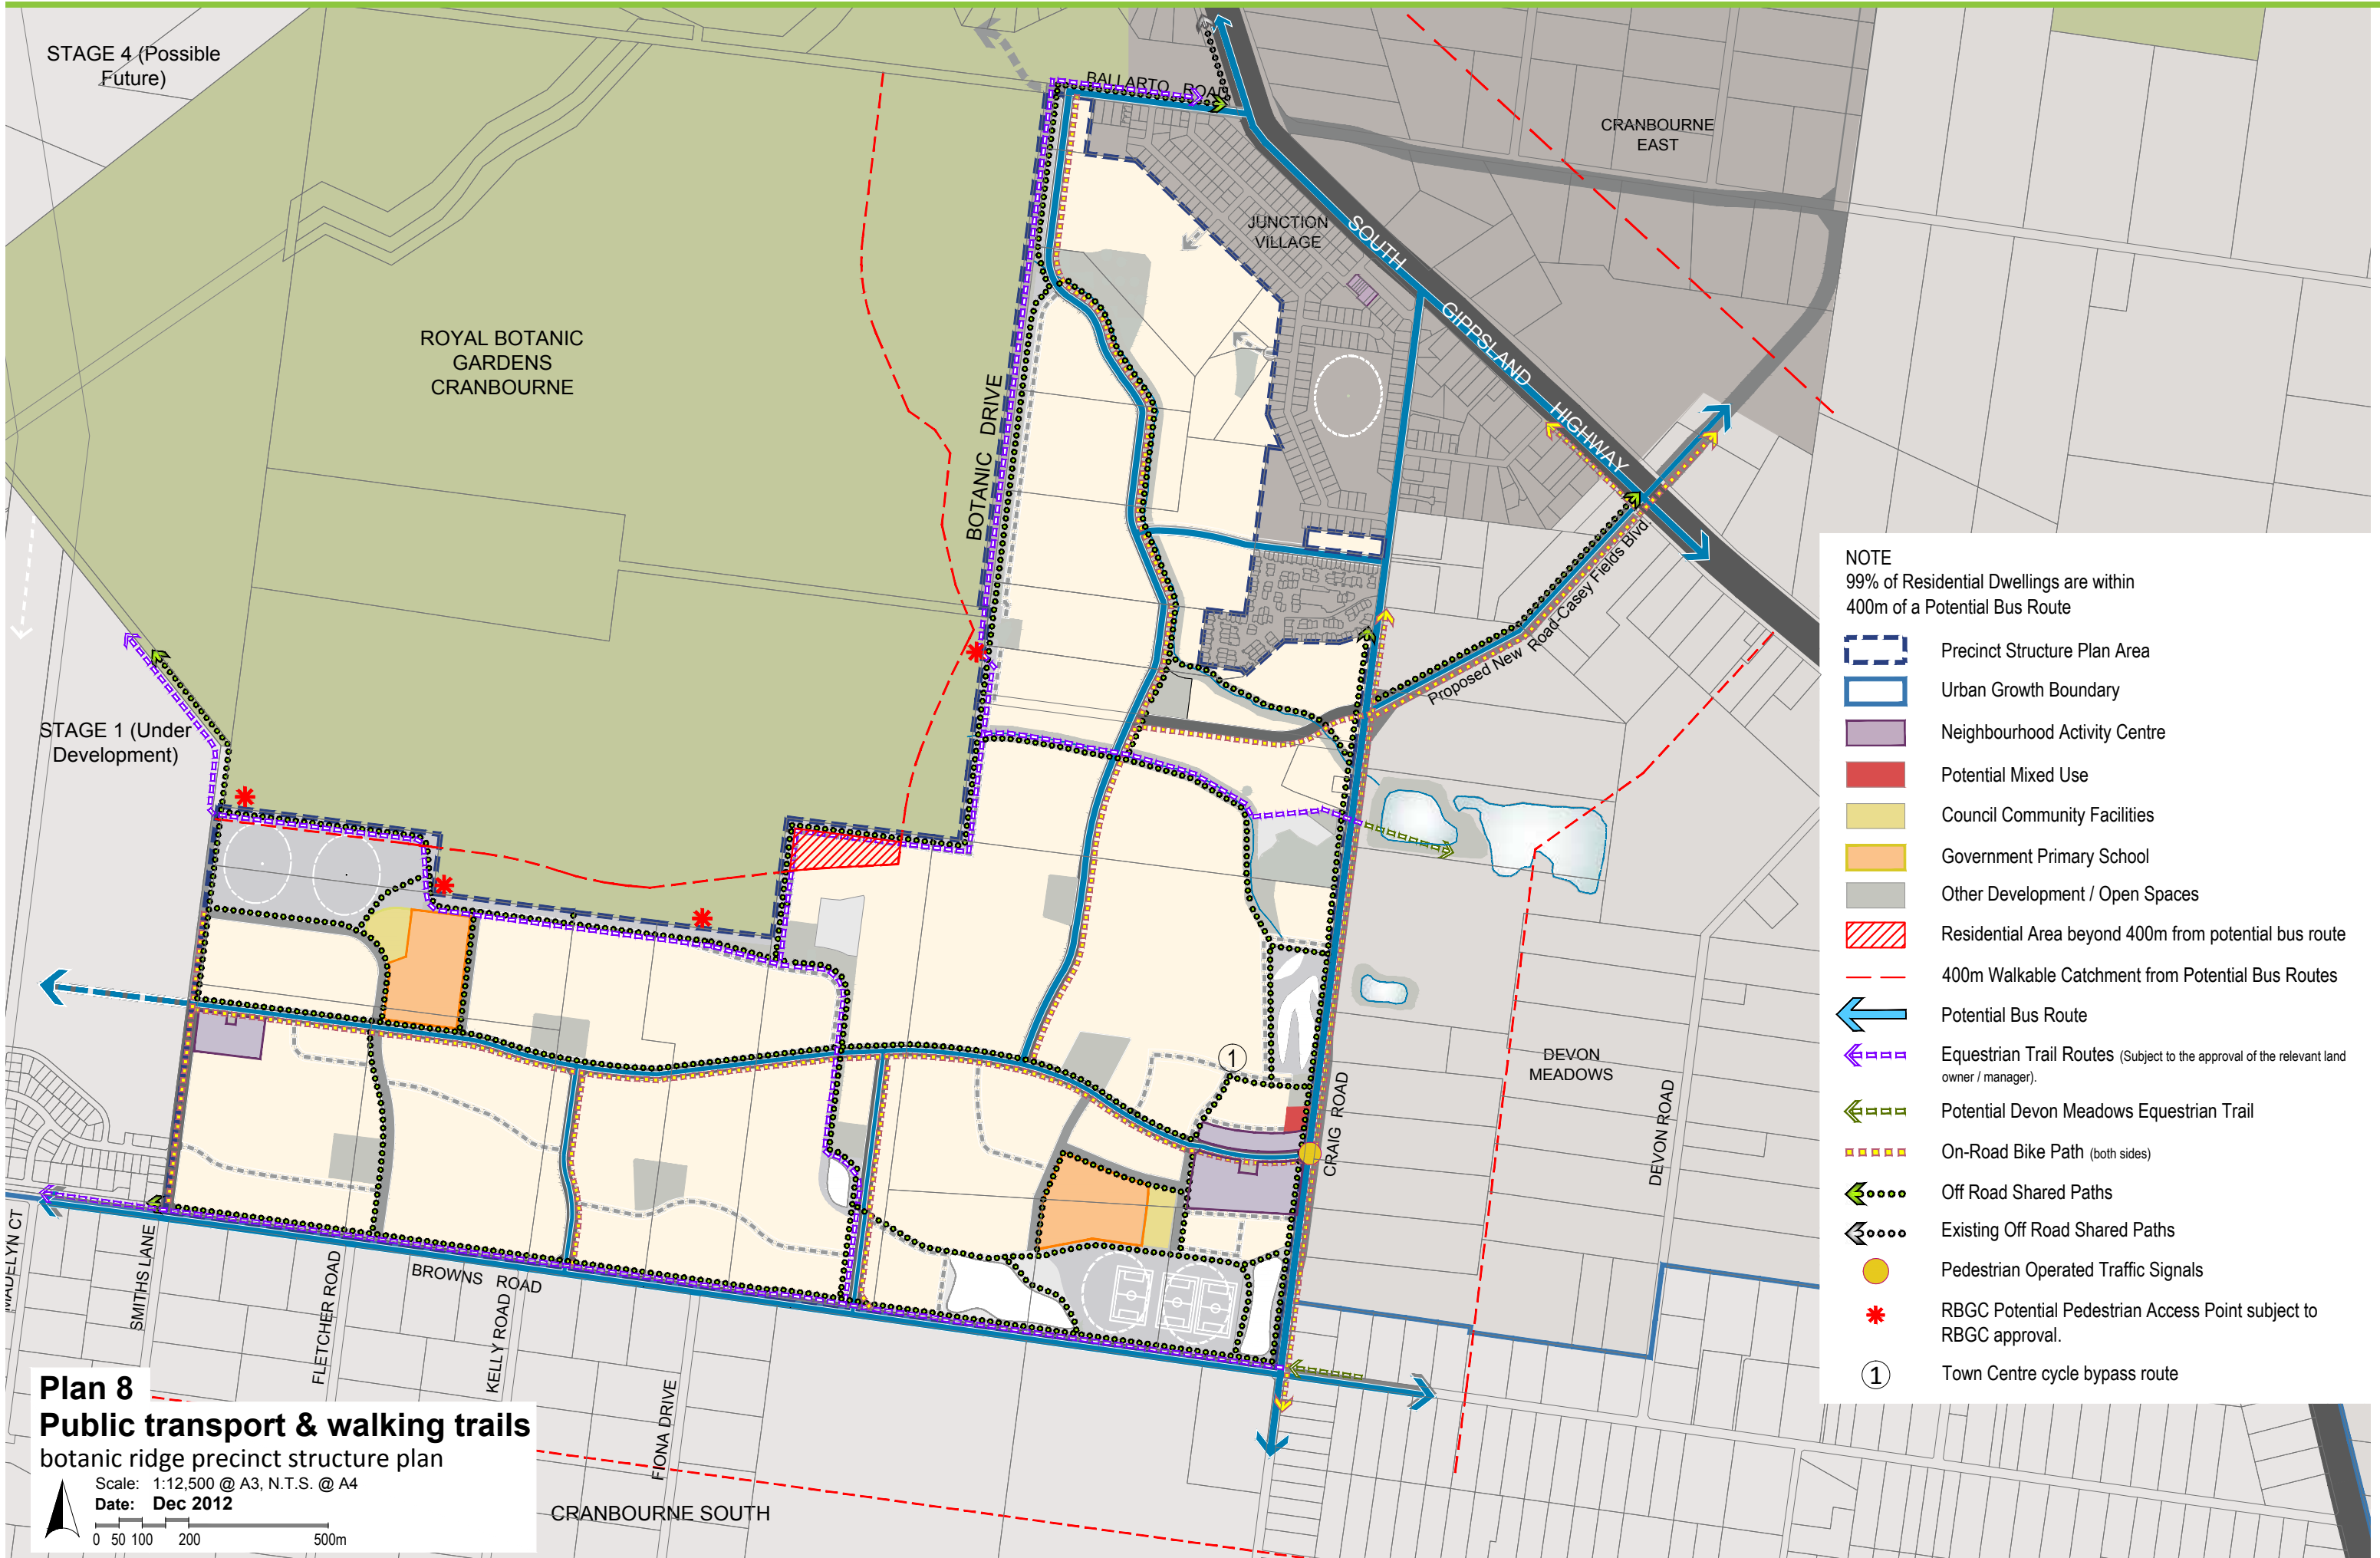 STAGE 4 (Possible
Future)
BALLARTO ROAD
CRANBOURNE
EAST
JUNCTION
VILLAGE
SOUTH GIPPSLAND HIGHWAY
ROYAL BOTANIC
GARDENS
CRANBOURNE
BOTANIC DRIVE
Proposed New Road-Casey Fields Blvd.
STAGE 1 (Under
Development)
1
DEVON
MEADOWS
CRAIG ROAD
DEVON ROAD
MADELYN CT
SMITHS LANE
FLETCHER ROAD
BROWNS ROAD
KELLY ROAD
FIONA DRIVE
CRANBOURNE SOUTH
NOTE
99% of Residential Dwellings are within
400m of a Potential Bus Route
Precinct Structure Plan Area
Urban Growth Boundary
Neighbourhood Activity Centre
Potential Mixed Use
Council Community Facilities
Government Primary School
Other Development / Open Spaces
Residential Area beyond 400m from potential bus route
400m Walkable Catchment from Potential Bus Routes
Potential Bus Route
Equestrian Trail Routes (Subject to the approval of the relevant land
owner / manager).
Potential Devon Meadows Equestrian Trail
On-Road Bike Path (both sides)
Off Road Shared Paths
Existing Off Road Shared Paths
Pedestrian Operated Traffic Signals
RBGC Potential Pedestrian Access Point subject to
RBGC approval.
1 Town Centre cycle bypass route
Plan 8
Public transport & walking trails
botanic ridge precinct structure plan
Scale: 1:12,500 @ A3, N.T.S. @ A4
Date: Dec 2012
0 50 100 200 500m